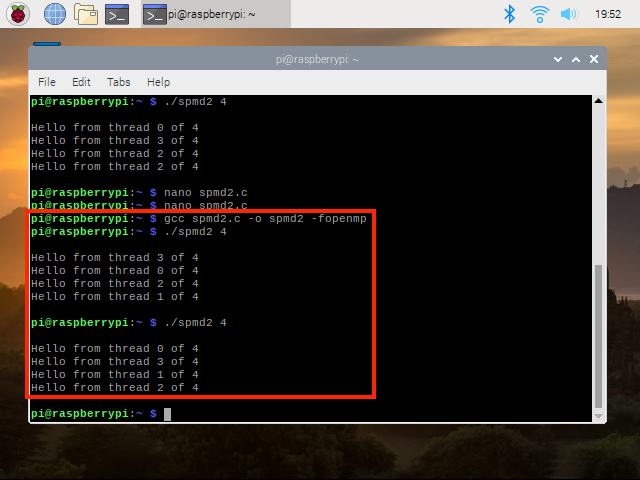 pi@raspberrypi: ~
19:52
pi@raspberrypi: ~
File Edit Tabs Help
pi@raspberrypi:~ $ ./spmd2 4
Hello from thread 0 of 4
Hello from thread 3 of 4
Hello from thread 2 of 4
Hello from thread 2 of 4
pi@raspberrypi:~ $ nano spmd2.c
pi@raspberrypi:~ $ nano spmd2.c
pi@raspberrypi:~ $ gcc spmd2.c -o spmd2 -fopenmp
pi@raspberrypi:~ $ ./spmd2 4
Hello from thread 3 of 4
Hello from thread 0 of 4
Hello from thread 2 of 4
Hello from thread 1 of 4
pi@raspberrypi:~ $ ./spmd2 4
Hello from thread 0 of 4
Hello from thread 3 of 4
Hello from thread 1 of 4
Hello from thread 2 of 4
pi@raspberrypi:~ $